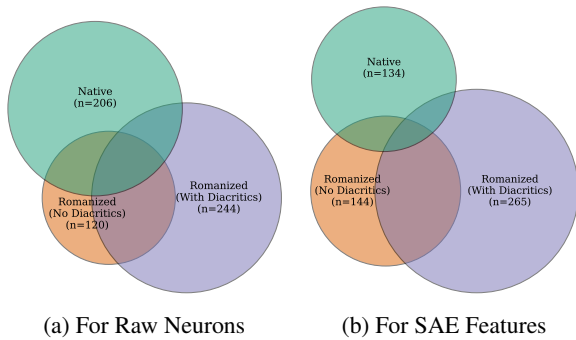 Native
(n=206)
Romanized
(No Diacritics)
(n=120)
Romanized
(With Diacritics)
(n=244)
(a) For Raw Neurons
Native
(n=134)
Romanized
(No Diacritics)
(n=144)
Romanized
(With Diacritics)
(n=265)
(b) For SAE Features